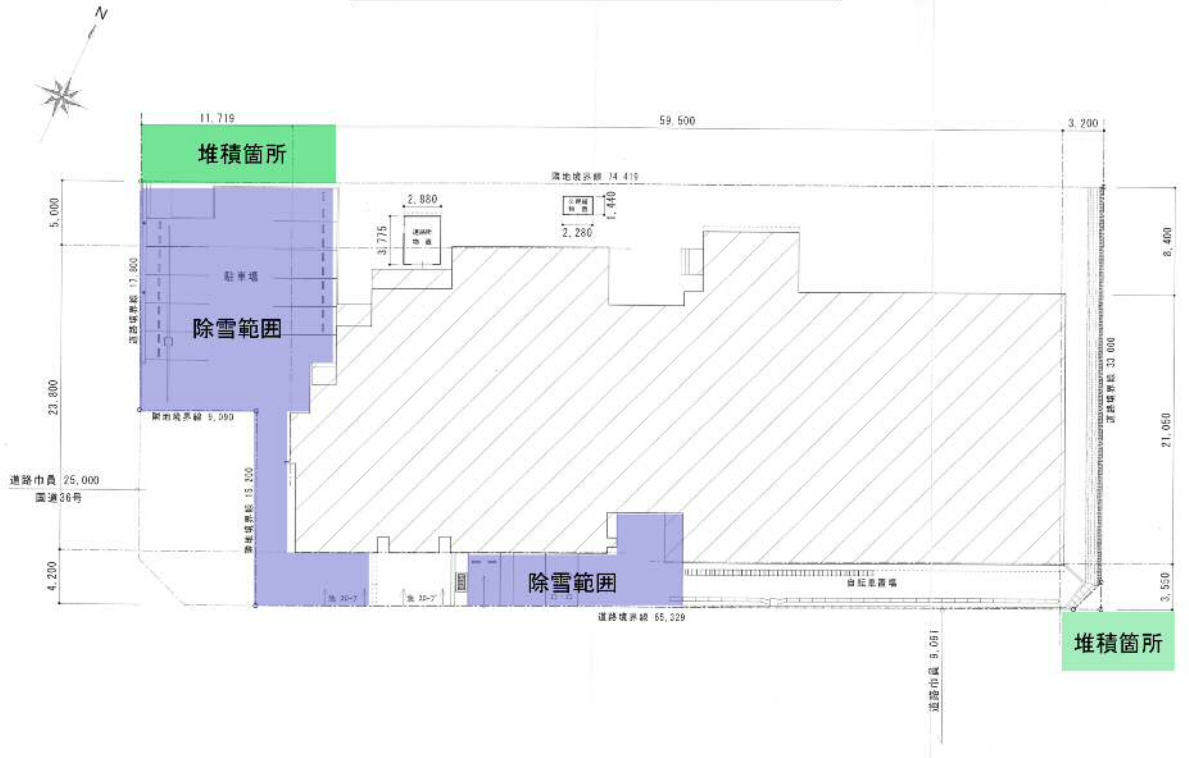 N
11,719
59,500
3,200
堆積箇所
隣地境界線 74,419
5,000
2,880
3,775
物置
1,440
2,280
8,400
駐車場
道路境界線 17,800
除雪範囲
道路境界線 33,000
23,800
隣地境界線 9,090
21,050
道路巾員 25,000
国道36号
隣地境界線 15,200
4,200
除雪範囲
自転車置場
3,550
道路境界線 65,329
堆積箇所
道路巾員 9,091